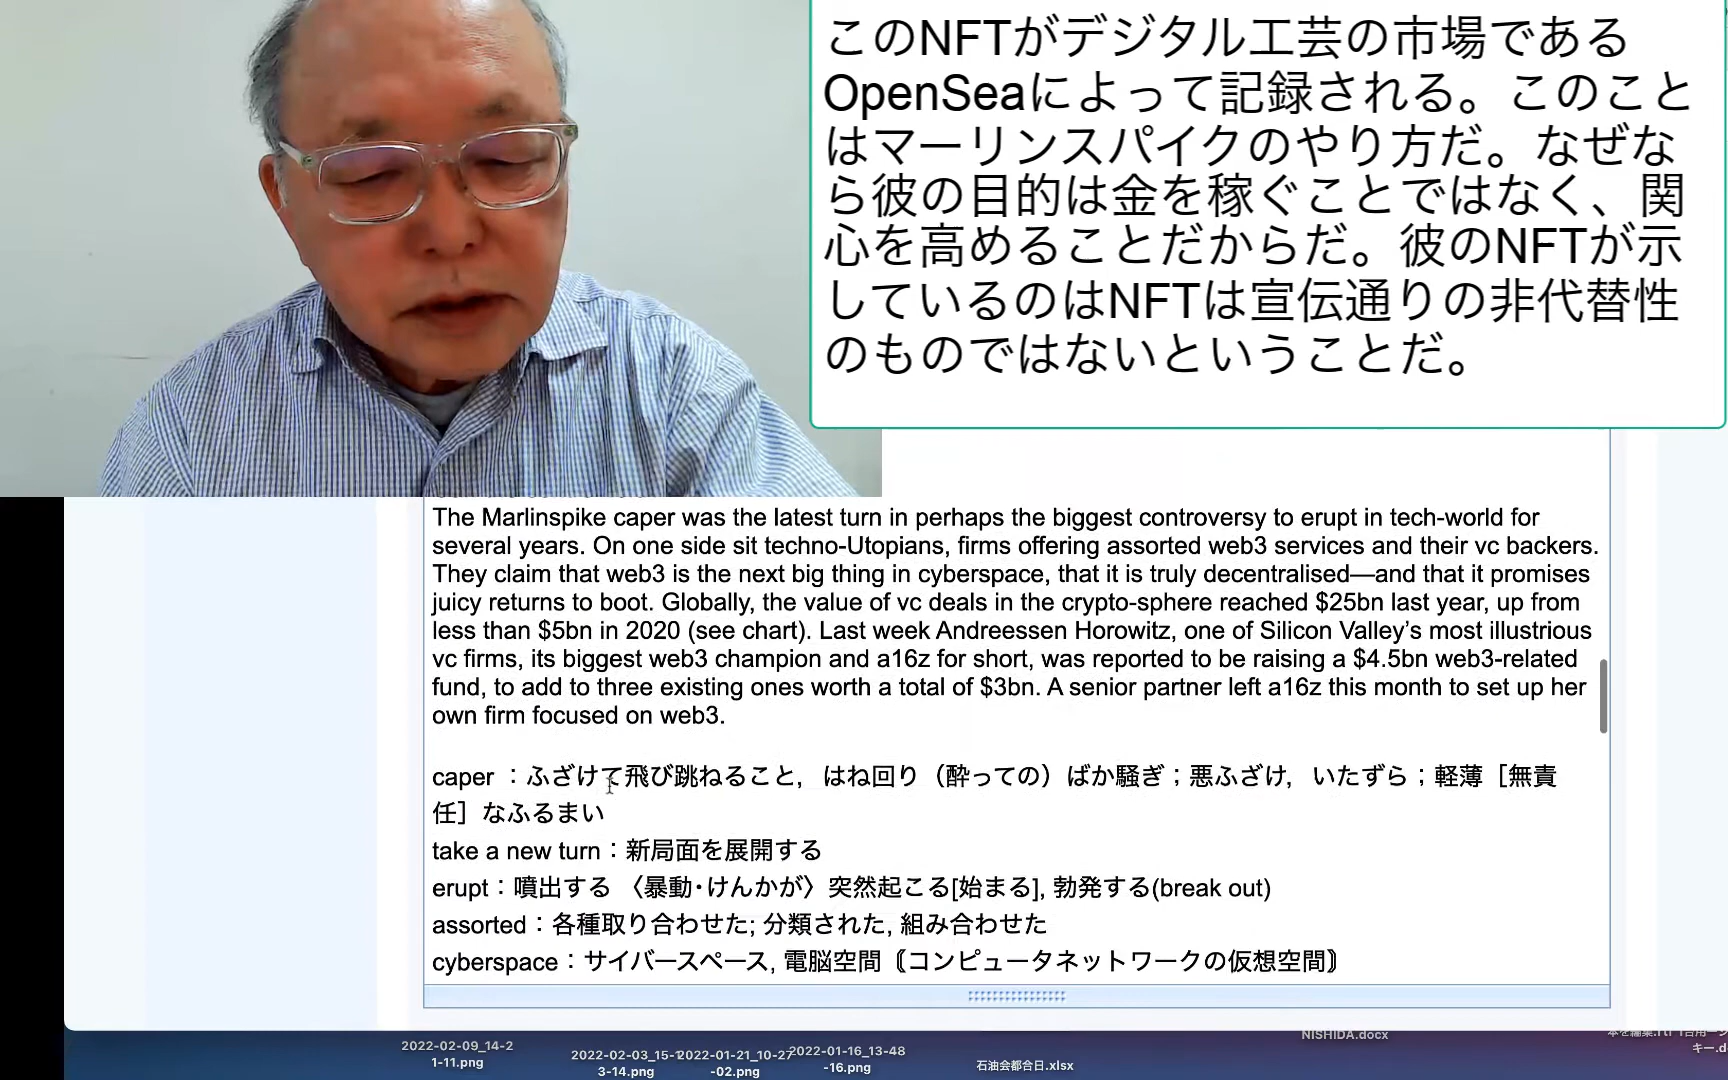 このNFTがデジタル工芸の市場である
OpenSeaによって記録される。このこと
はマーリンスパイクのやり方だ。なぜな
ら彼の目的は金を稼ぐことではなく、関
心を高めることだからだ。彼のNFTが示
しているのはNFTは宣伝通りの非代替性
のものではないということだ。
The Marlinspike caper was the latest turn in perhaps the biggest controversy to erupt in tech-world for
several years. On one side sit techno-Utopians, firms offering assorted web3 services and their vc backers.
They claim that web3 is the next big thing in cyberspace, that it is truly decentralised—and that it promises
juicy returns to boot. Globally, the value of vc deals in the crypto-sphere reached $25bn last year, up from
less than $5bn in 2020 (see chart). Last week Andreessen Horowitz, one of Silicon Valley’s most illustrious
vc firms, its biggest web3 champion and a16z for short, was reported to be raising a $4.5bn web3-related
fund, to add to three existing ones worth a total of $3bn. A senior partner left a16z this month to set up her
own firm focused on web3.
caper ：ふざけて飛び跳ねること，はね回り（酔っての）ばか騒ぎ；悪ふざけ，いたずら；軽薄［無責
任］なふるまい
take a new turn：新局面を展開する
erupt：噴出する 〈暴動･けんかが〉突然起こる[始まる], 勃発する(break out)
assorted：各種取り合わせた; 分類された, 組み合わせた
cyberspace：サイバースペース, 電脳空間〘コンピュータネットワークの仮想空間〙
NISHIDA.docx
2022-02-09_14-2
1-11.png
2022-02-03_15-1
3-14.png
2022-01-21_10-27
-02.png
2022-01-16_13-48
-16.png
石油会都合日.xlsx